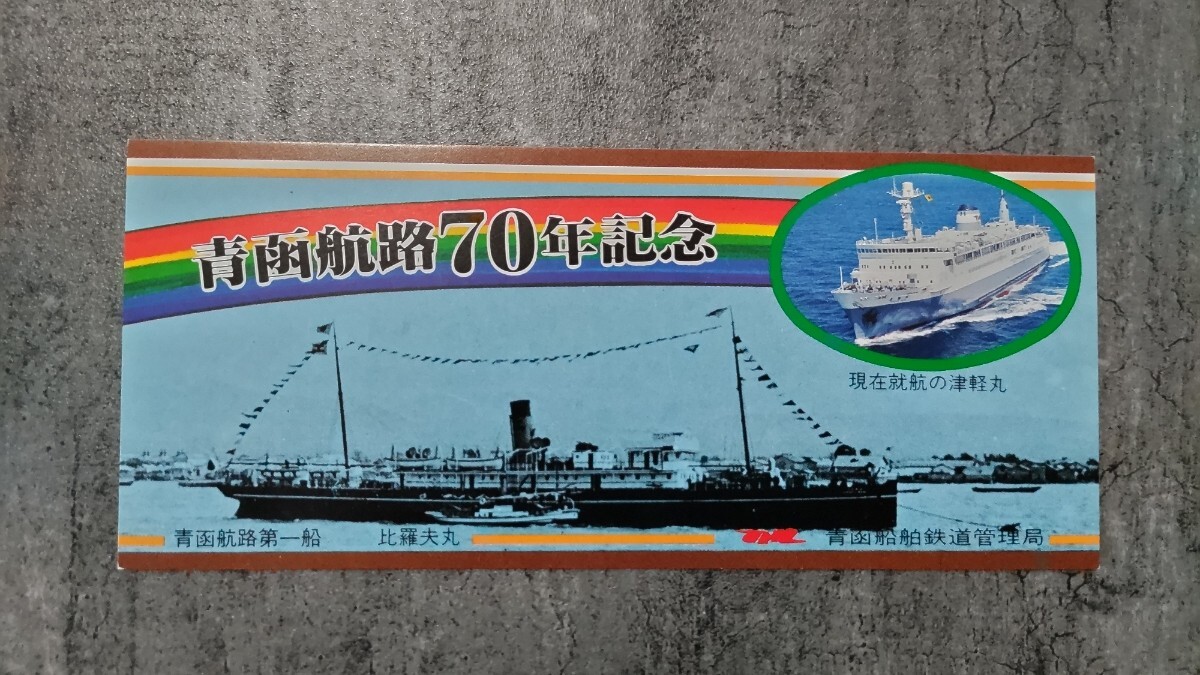 青函航路70年記念
現在就航の津軽丸
青函航路第一船 比羅夫丸
JNR 青函船舶鉄道管理局